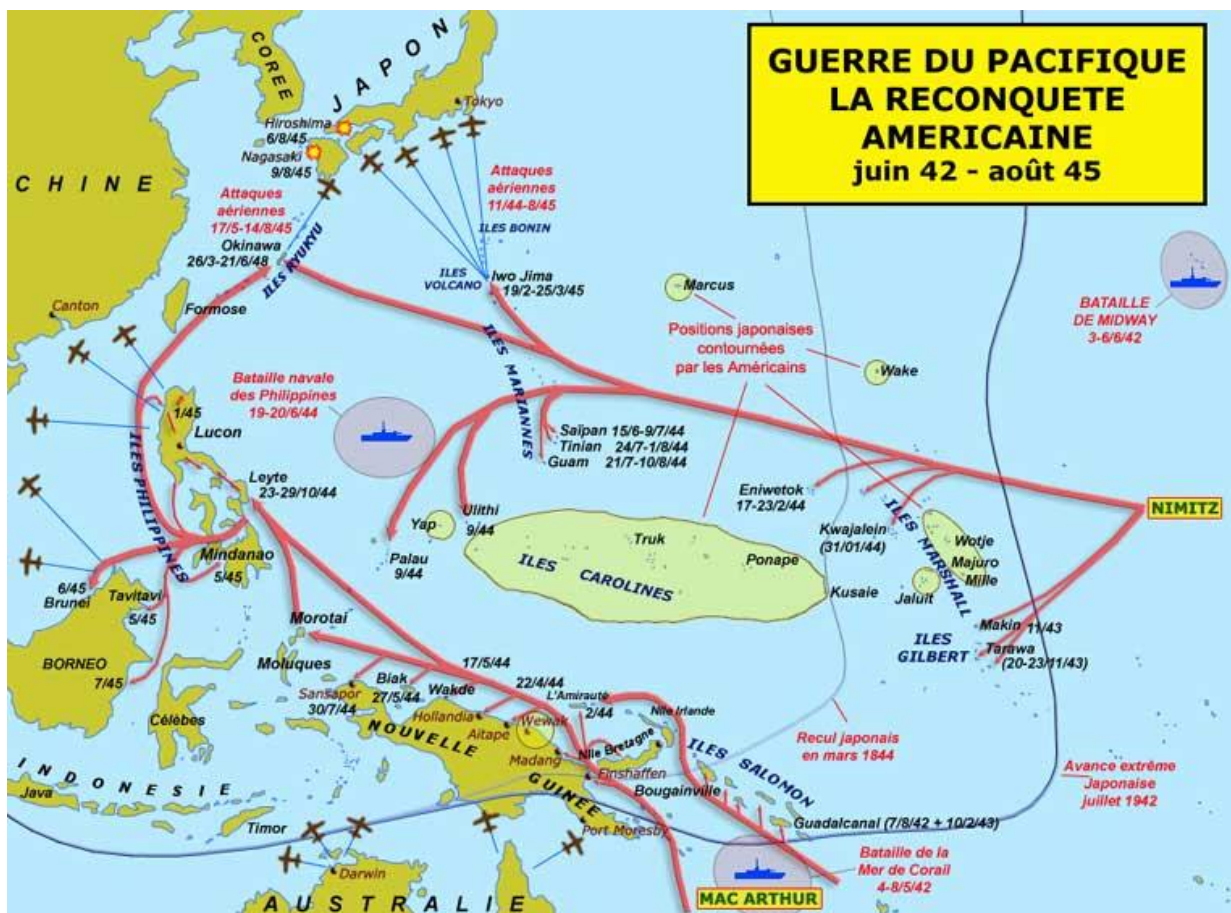 GUERRE DU PACIFIQUE
LA RECONQUETE
AMERICAINE
juin 42 - août 45
COREE
JAPON
Tokyo
Hiroshima
6/8/45
Nagasaki
9/8/45
CHINE
Attaques
aériennes
17/5-14/8/45
Attaques
aériennes
11/44-8/45
Okinawa
26/3-21/6/48
ILES RYUKYU
ILES BONIN
ILES
VOLCANO
Iwo Jima
19/2-25/3/45
Marcus
BATAILLE
DE MIDWAY
3-6/6/42
Canton
Formose
Positions japonaises
contournées
par les Américains
Wake
Bataille navale
des Philippines
19-20/6/44
ILES MARIANNES
1/45
Lucon
Saïpan 15/6-9/7/44
Tinian 24/7-1/8/44
Guam 21/7-10/8/44
ILES PHILIPPINES
Leyte
23-29/10/44
Eniwetok
17-23/2/44
NIMITZ
Yap
Ulithi
9/44
Kwajalein
(31/01/44)
ILES MARSHALL
Wotje
Majuro
Mille
Jaluit
Palau
9/44
Truk
Ponape
ILES CAROLINES
Kusaie
Mindanao
5/45
6/45
Brunei
Tavitavi
5/45
Morotai
Makin 11/43
Tarawa
(20-23/11/43)
ILES
GILBERT
BORNEO
7/45
Moluques
17/5/44
Célèbes
Sansapor
30/7/44
Biak
27/5/44
Wakde
22/4/44
L'Amirauté
2/44
Nlle Irlande
Hollandia
Aitape
Wewak
NOUVELLE
GUINEE
Madang
Nlle Bretagne
Finshaffen
Bougainville
ILES SALOMON
Recul japonais
en mars 1844
Avance extrême
Japonaise
juillet 1942
INDONESIE
Java
Timor
Port Moresby
Guadalcanal (7/8/42 + 10/2/43)
Darwin
Bataille de la
Mer de Corail
4-8/5/42
MAC ARTHUR
AUSTRALIE